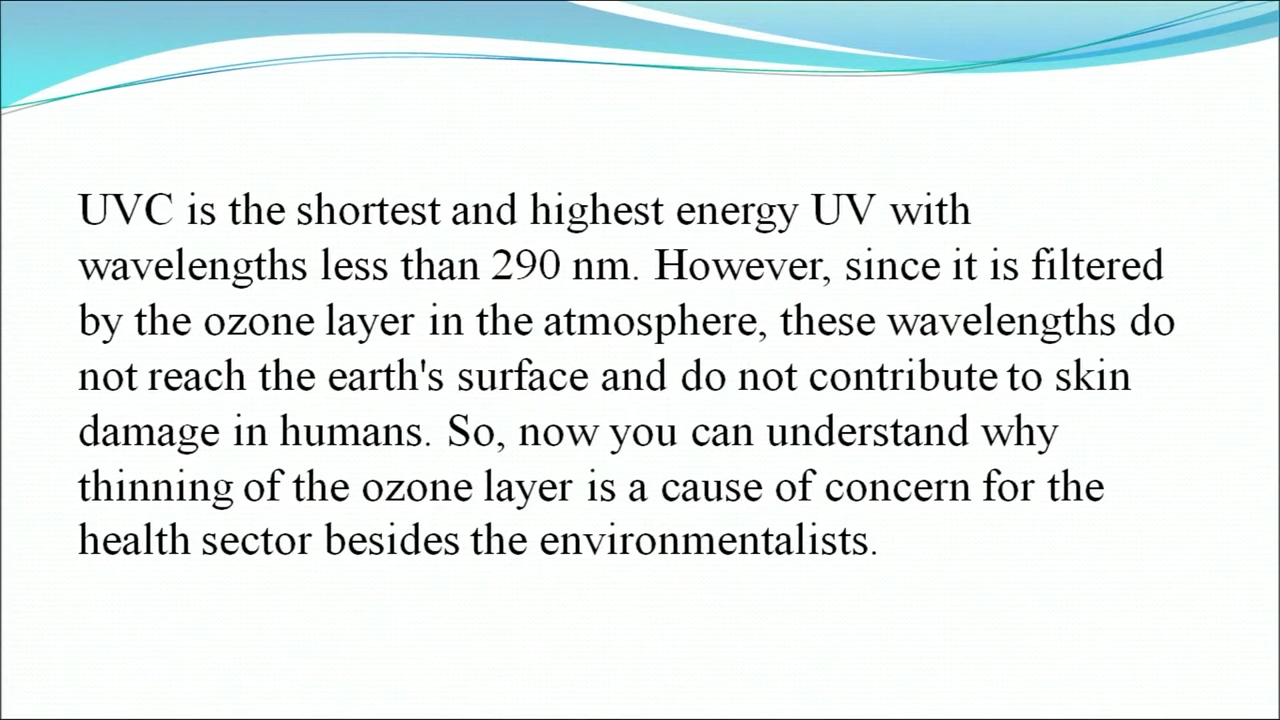 UVC is the shortest and highest energy UV with
wavelengths less than 290 nm. However, since it is filtered
by the ozone layer in the atmosphere, these wavelengths do
not reach the earth's surface and do not contribute to skin
damage in humans. So, now you can understand why
thinning of the ozone layer is a cause of concern for the
health sector besides the environmentalists.